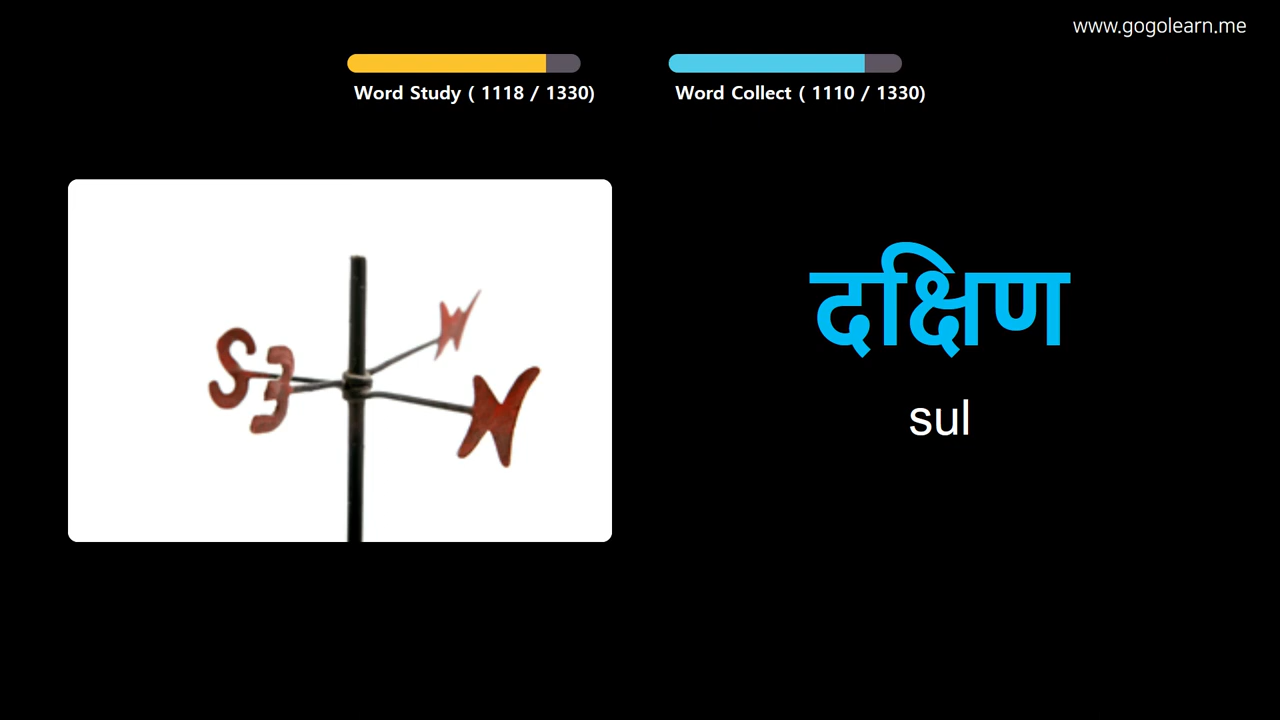 www.gogolearn.me
Word Study ( 1118 / 1330)
Word Collect ( 1110 / 1330)
दक्षिण
sul
S
E
W
N